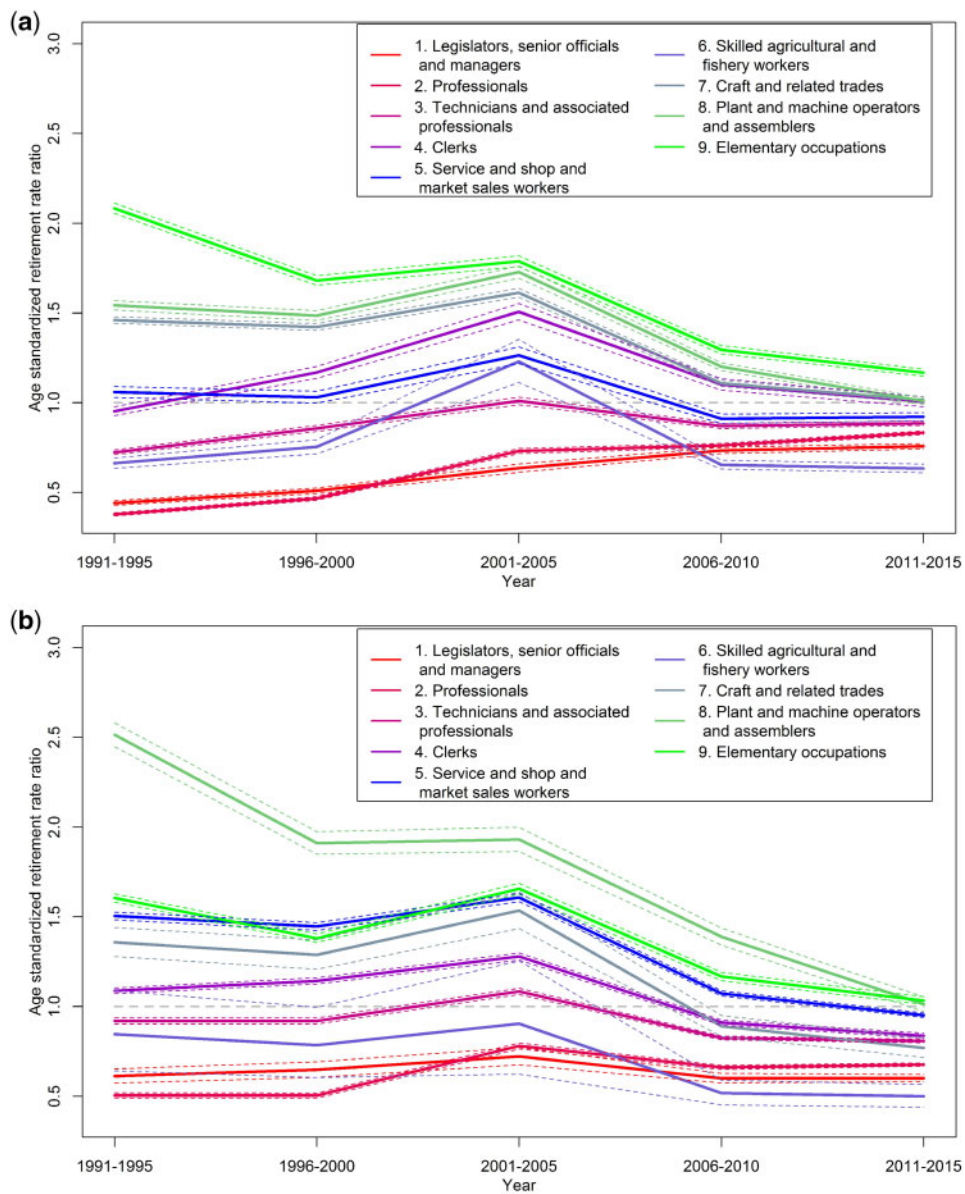 (a)
Age standardized retirement rate ratio
3.0
2.5
2.0
1.5
1.0
0.5
1. Legislators, senior officials
and managers
2. Professionals
3. Technicians and associated
professionals
4. Clerks
5. Service and shop and
market sales workers
6. Skilled agricultural and
fishery workers
7. Craft and related trades
8. Plant and machine operators
and assemblers
9. Elementary occupations
1991-1995 1996-2000 2001-2005 2006-2010 2011-2015
Year
(b)
Age standardized retirement rate ratio
3.0
2.5
2.0
1.5
1.0
0.5
1. Legislators, senior officials
and managers
2. Professionals
3. Technicians and associated
professionals
4. Clerks
5. Service and shop and
market sales workers
6. Skilled agricultural and
fishery workers
7. Craft and related trades
8. Plant and machine operators
and assemblers
9. Elementary occupations
1991-1995 1996-2000 2001-2005 2006-2010 2011-2015
Year